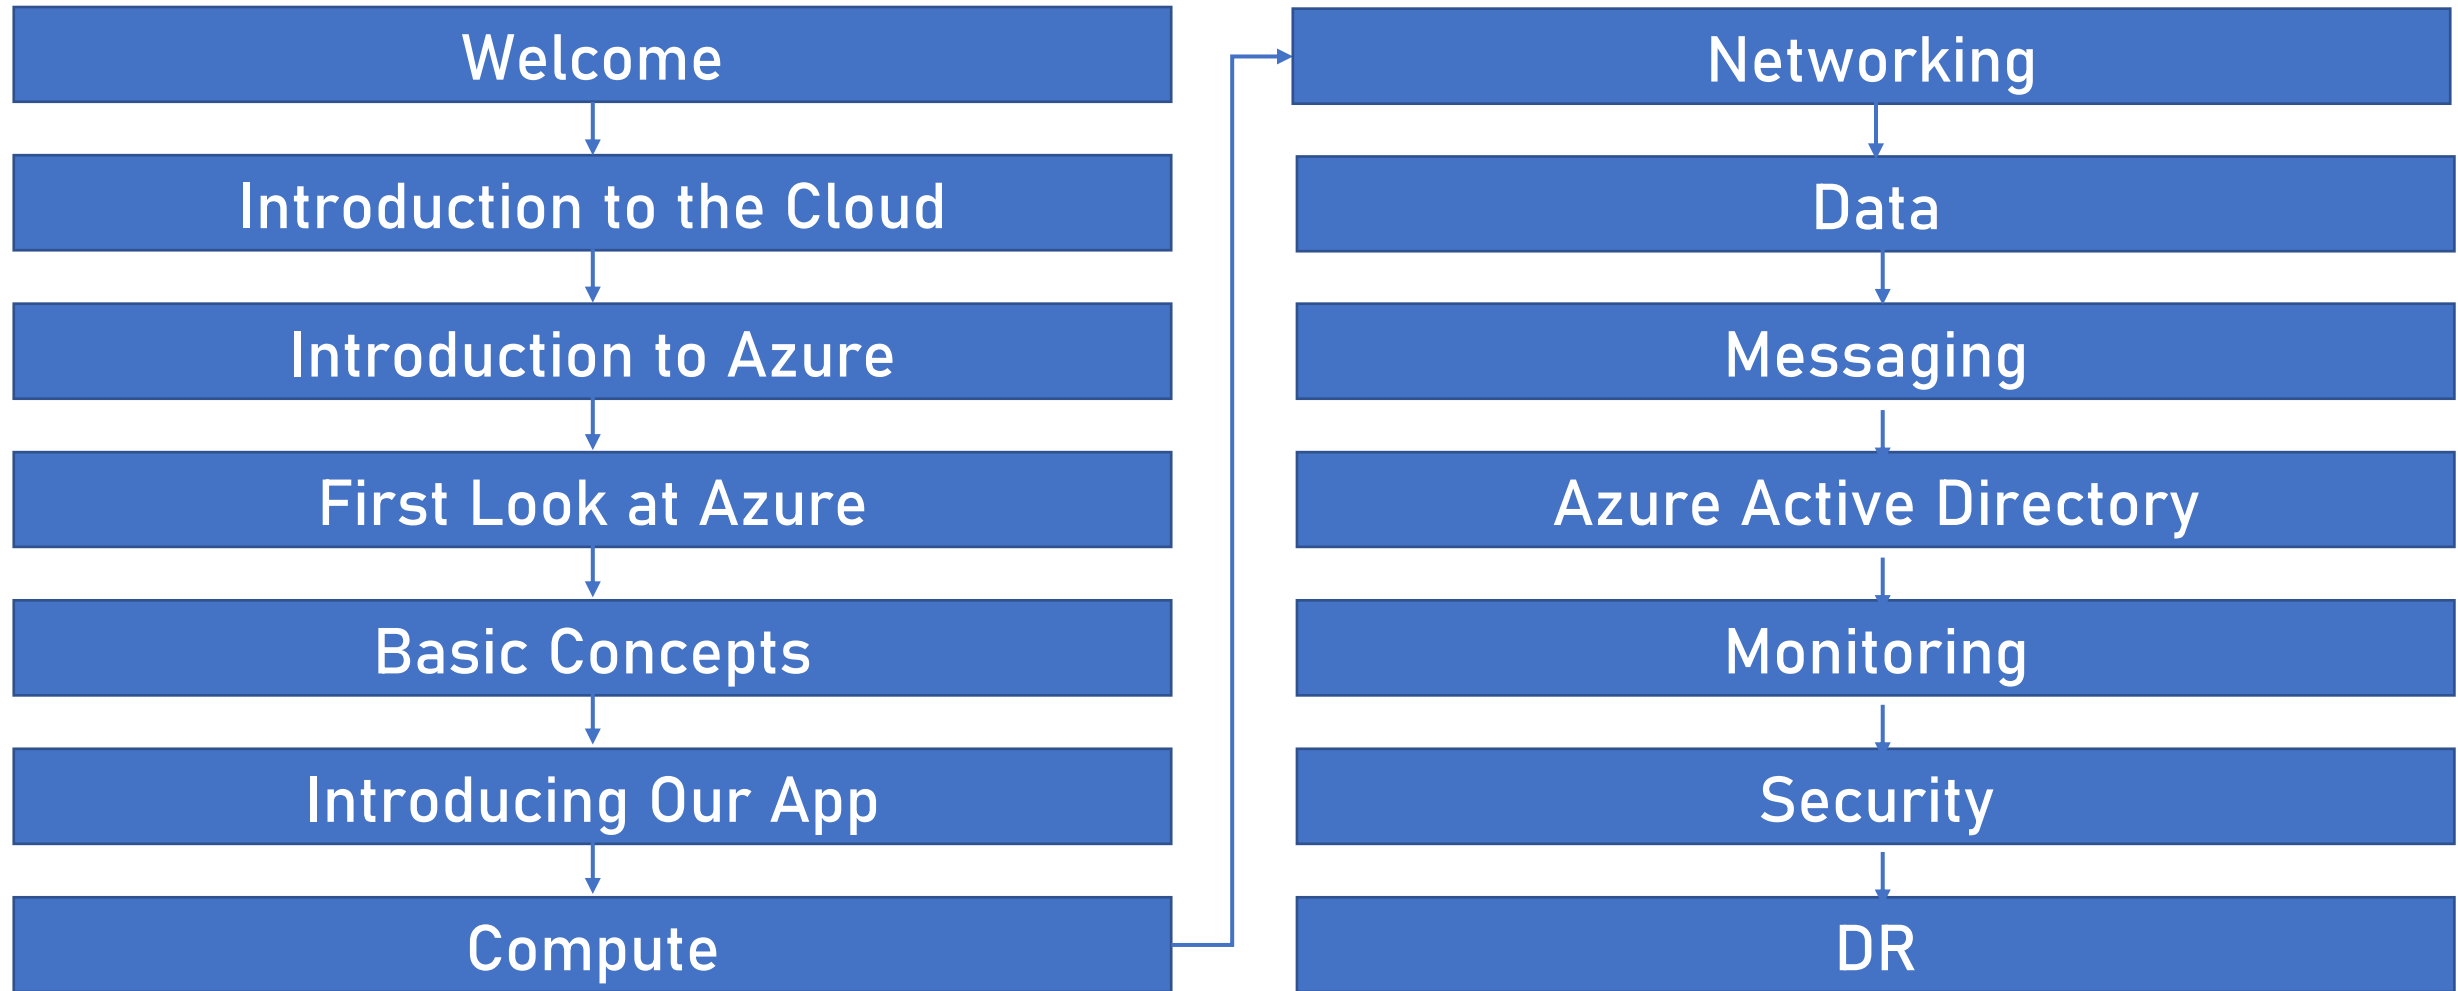 Welcome
Introduction to the Cloud
Introduction to Azure
First Look at Azure
Basic Concepts
Introducing Our App
Compute
Networking
Data
Messaging
Azure Active Directory
Monitoring
Security
DR